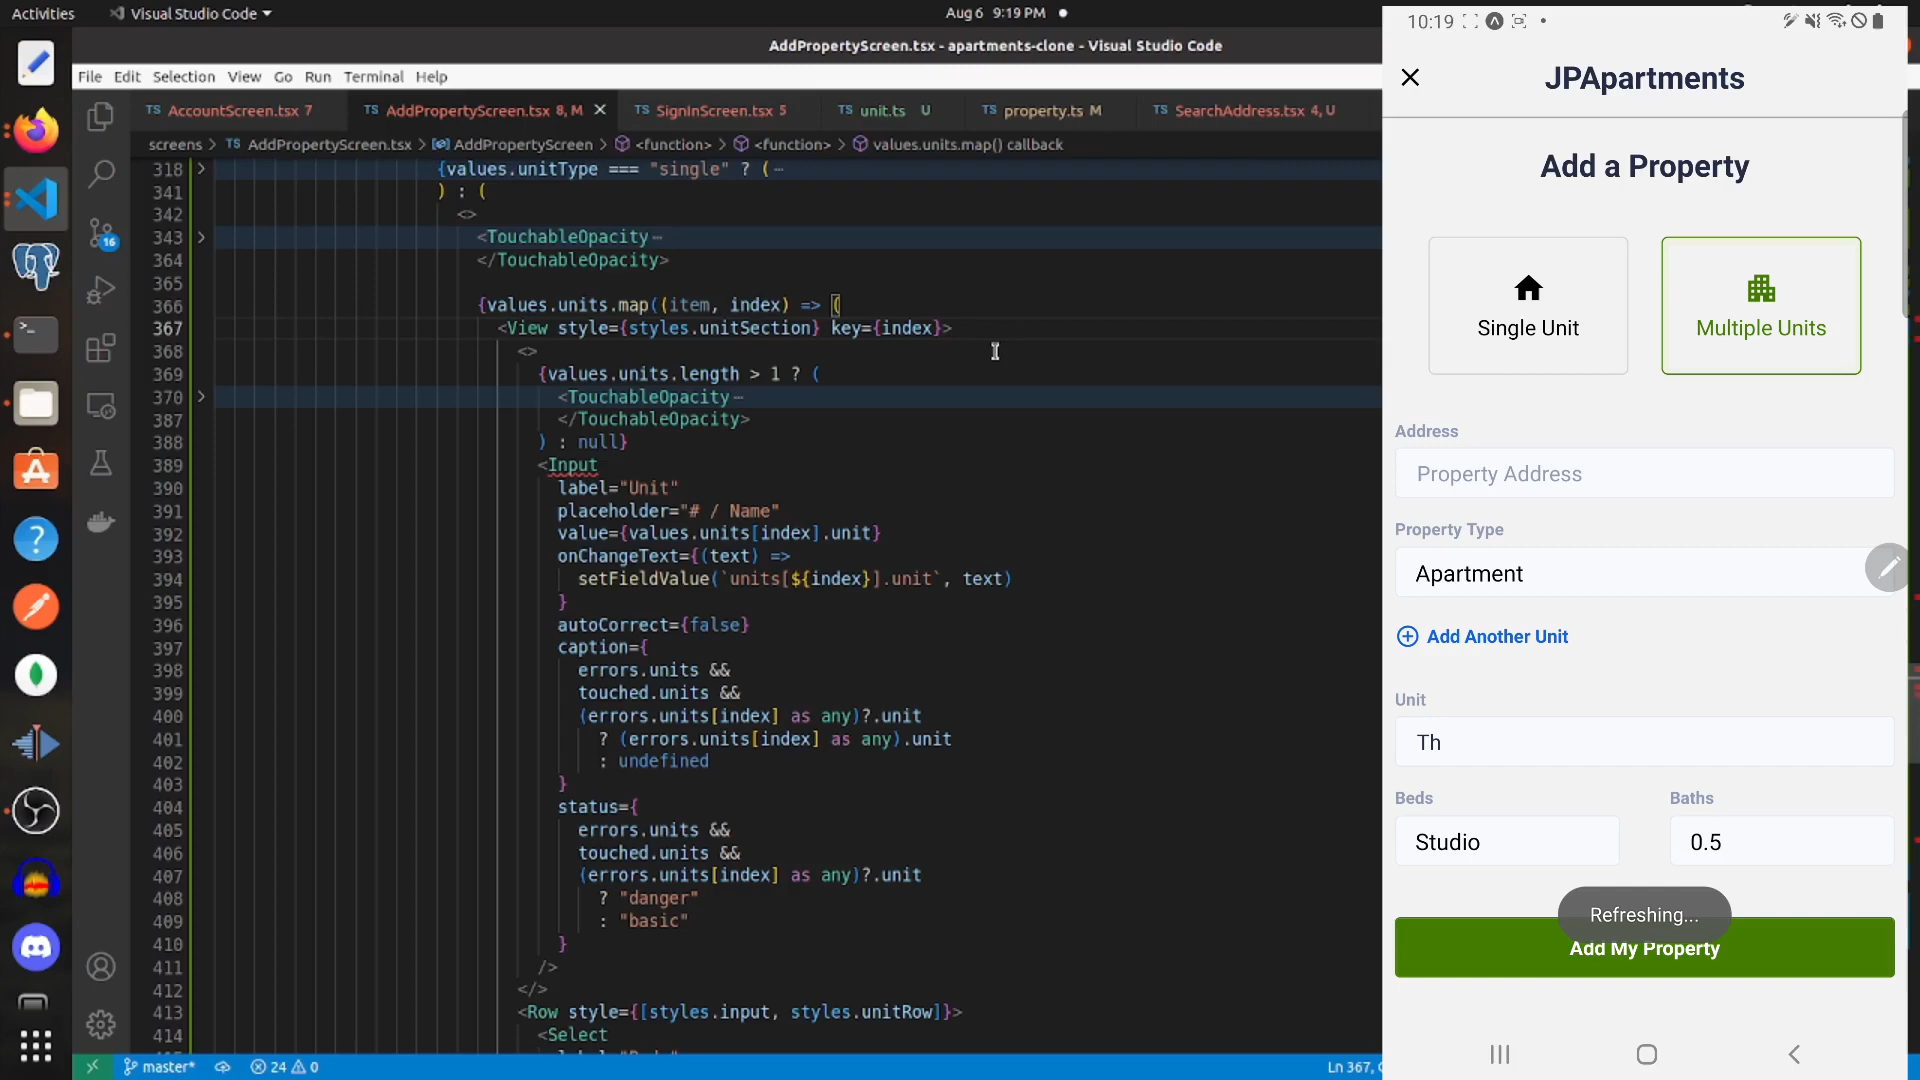 Activities
Visual Studio Code
Aug 6 9:19 PM
AddPropertyScreen.tsx - apartments-clone - Visual Studio Code
File Edit Selection View Go Run Terminal Help
TS AccountScreen.tsx 7
TS AddPropertyScreen.tsx 8, M
TS SignInScreen.tsx 5
TS unit.ts U
TS property.ts M
TS SearchAddress.tsx 4, U
screens > TS AddPropertyScreen.tsx > AddPropertyScreen > <function> > <function> > values.units.map() callback
318 {values.unitType === "single" ? (
341 ) : (
342 <>
343 <TouchableOpacity
364 </TouchableOpacity>
365
366 {values.units.map((item, index) => (
367 <View style={styles.unitSection} key={index}>
368 <>
369 {values.units.length > 1 ? (
370 <TouchableOpacity
387 </TouchableOpacity>
388 ) : null}
389 <Input
390 label="Unit"
391 placeholder="# / Name"
392 value={values.units[index].unit}
393 onChangeText={(text) =>
394 setFieldValue(`units[${index}].unit`, text)
395 }
396 autoCorrect={false}
397 caption={
398 errors.units &&
399 touched.units &&
400 (errors.units[index] as any)?.unit
401 ? (errors.units[index] as any).unit
402 : undefined
403 }
404 status={
405 errors.units &&
406 touched.units &&
407 (errors.units[index] as any)?.unit
408 ? "danger"
409 : "basic"
410 }
411 />
412 </>
413 <Row style={[styles.input, styles.unitRow]}>
414 <Select
16
master*
24 0
Ln 367,
10:19
JPApartments
Add a Property
Single Unit
Multiple Units
Address
Property Address
Property Type
Apartment
Add Another Unit
Unit
Th
Beds
Baths
Studio
0.5
Refreshing...
Add My Property